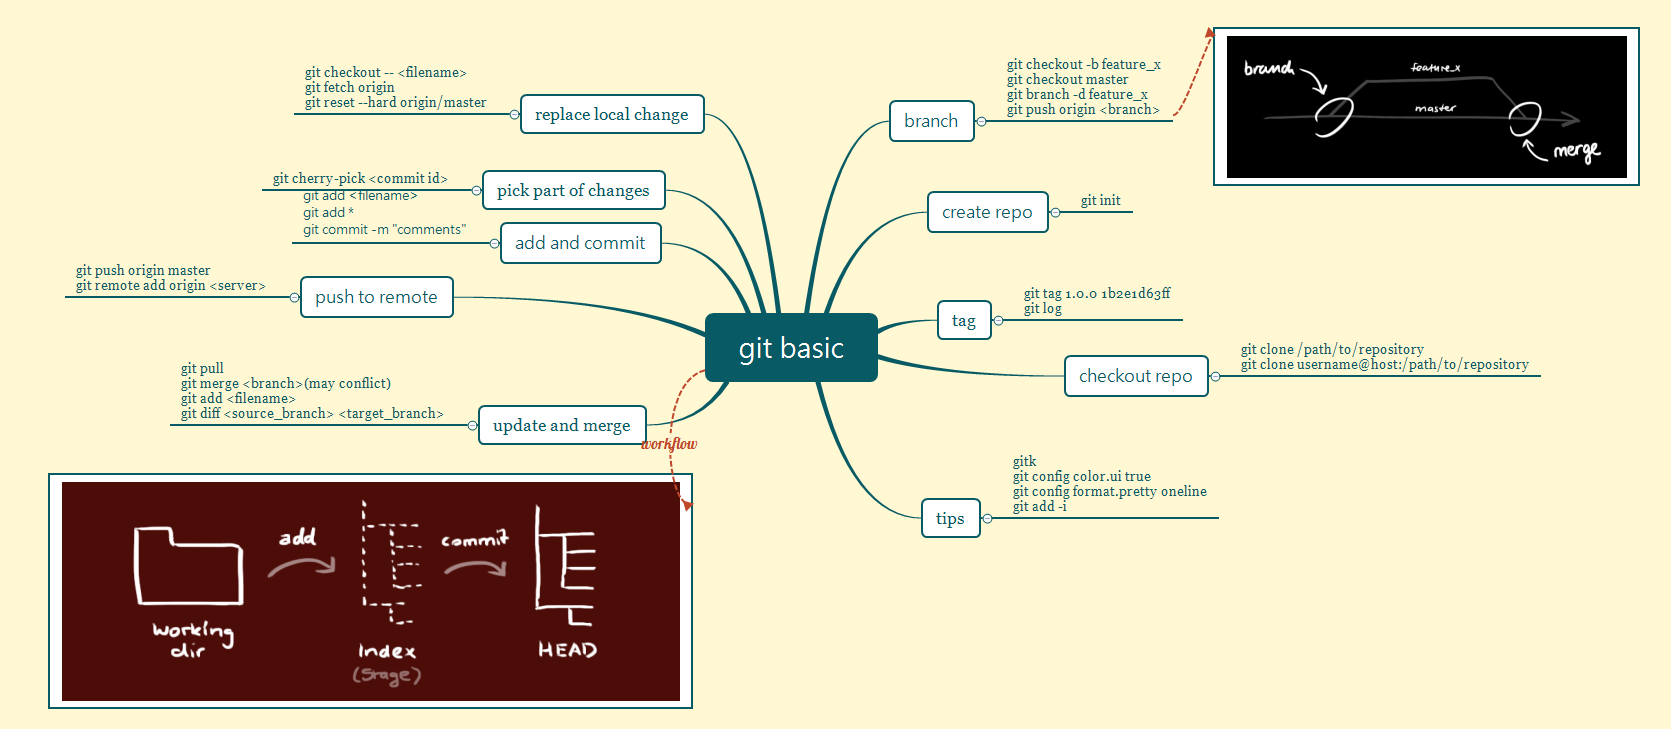 git basic
branch
git checkout -b feature_x
git checkout master
git branch -d feature_x
git push origin <branch>
branch
feature_x
master
merge
create repo
git init
tag
git tag 1.0.0 1b2e1d63ff
git log
checkout repo
git clone /path/to/repository
git clone username@host:/path/to/repository
tips
gitk
git config color.ui true
git config format.pretty oneline
git add -i
replace local change
git checkout -- <filename>
git fetch origin
git reset --hard origin/master
pick part of changes
git cherry-pick <commit id>
add and commit
git add <filename>
git add *
git commit -m "comments"
push to remote
git push origin master
git remote add origin <server>
update and merge
git pull
git merge <branch>(may conflict)
git add <filename>
git diff <source_branch> <target_branch>
workflow
add
commit
working
dir
Index
(Stage)
HEAD